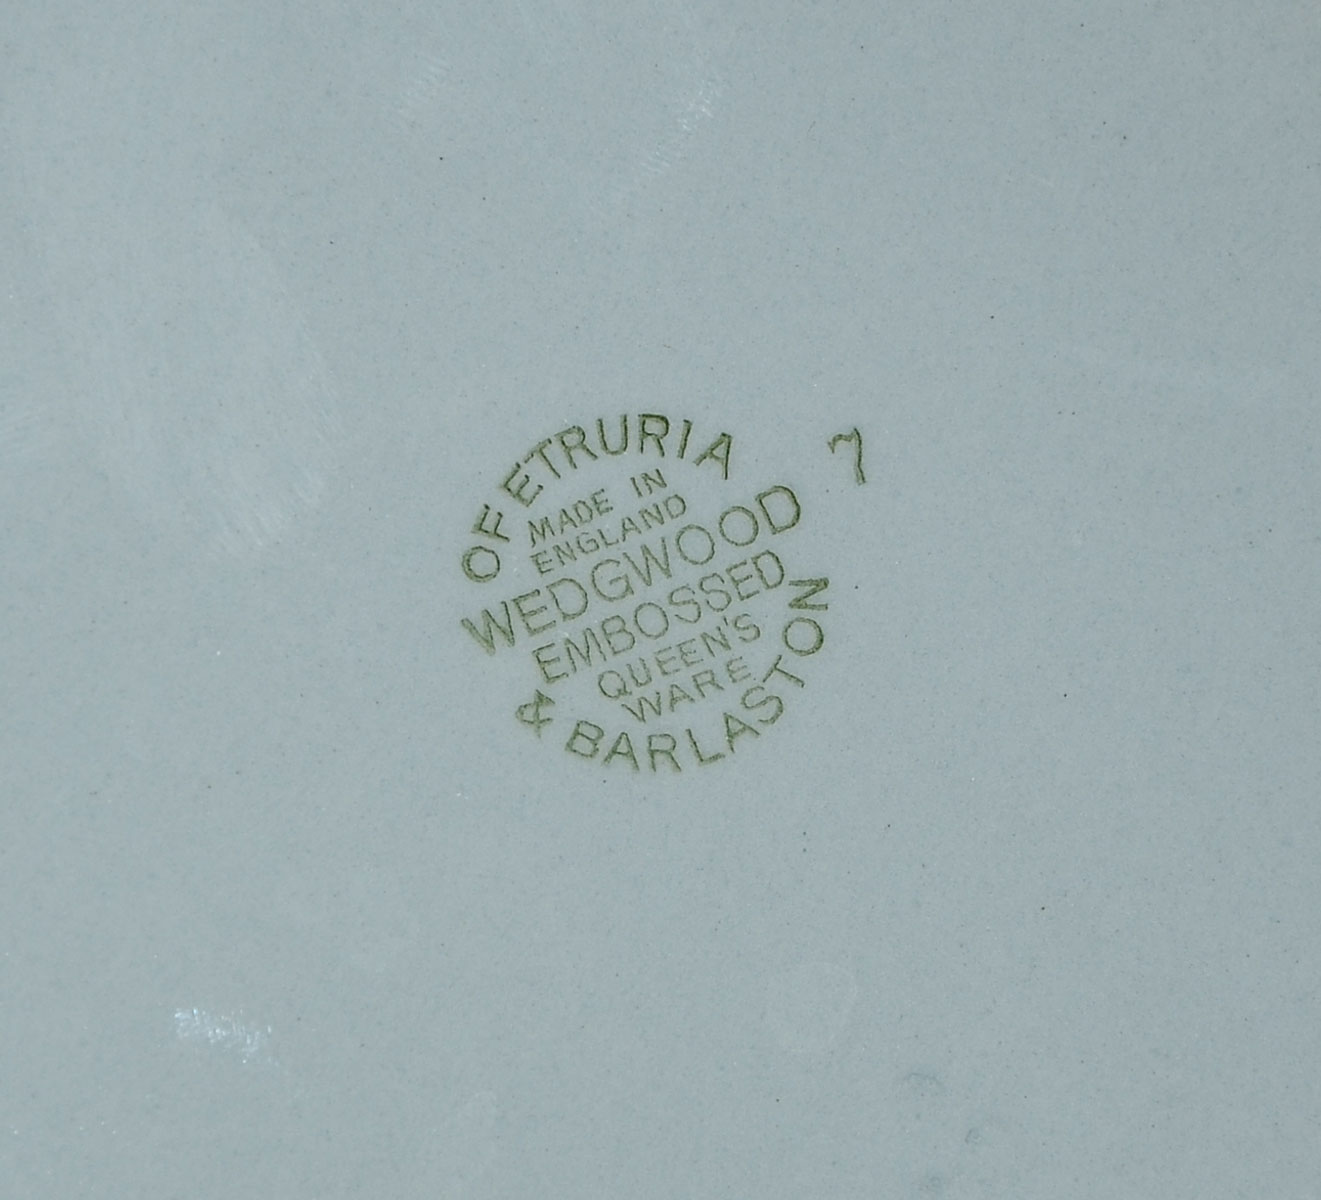 OF ETRURIA
MADE IN
ENGLAND
WEDGWOOD
EMBOSSED
QUEEN'S
WARE
& BARLASTON
7